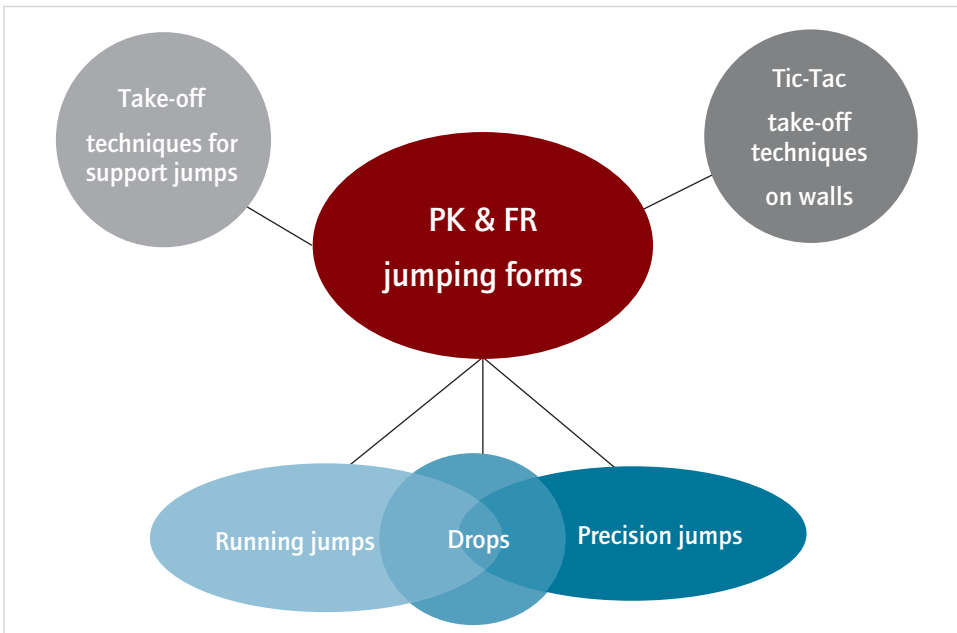 Take-off
techniques for
support jumps
Tic-Tac
take-off
techniques
on walls
PK & FR
jumping forms
Running jumps
Drops
Precision jumps